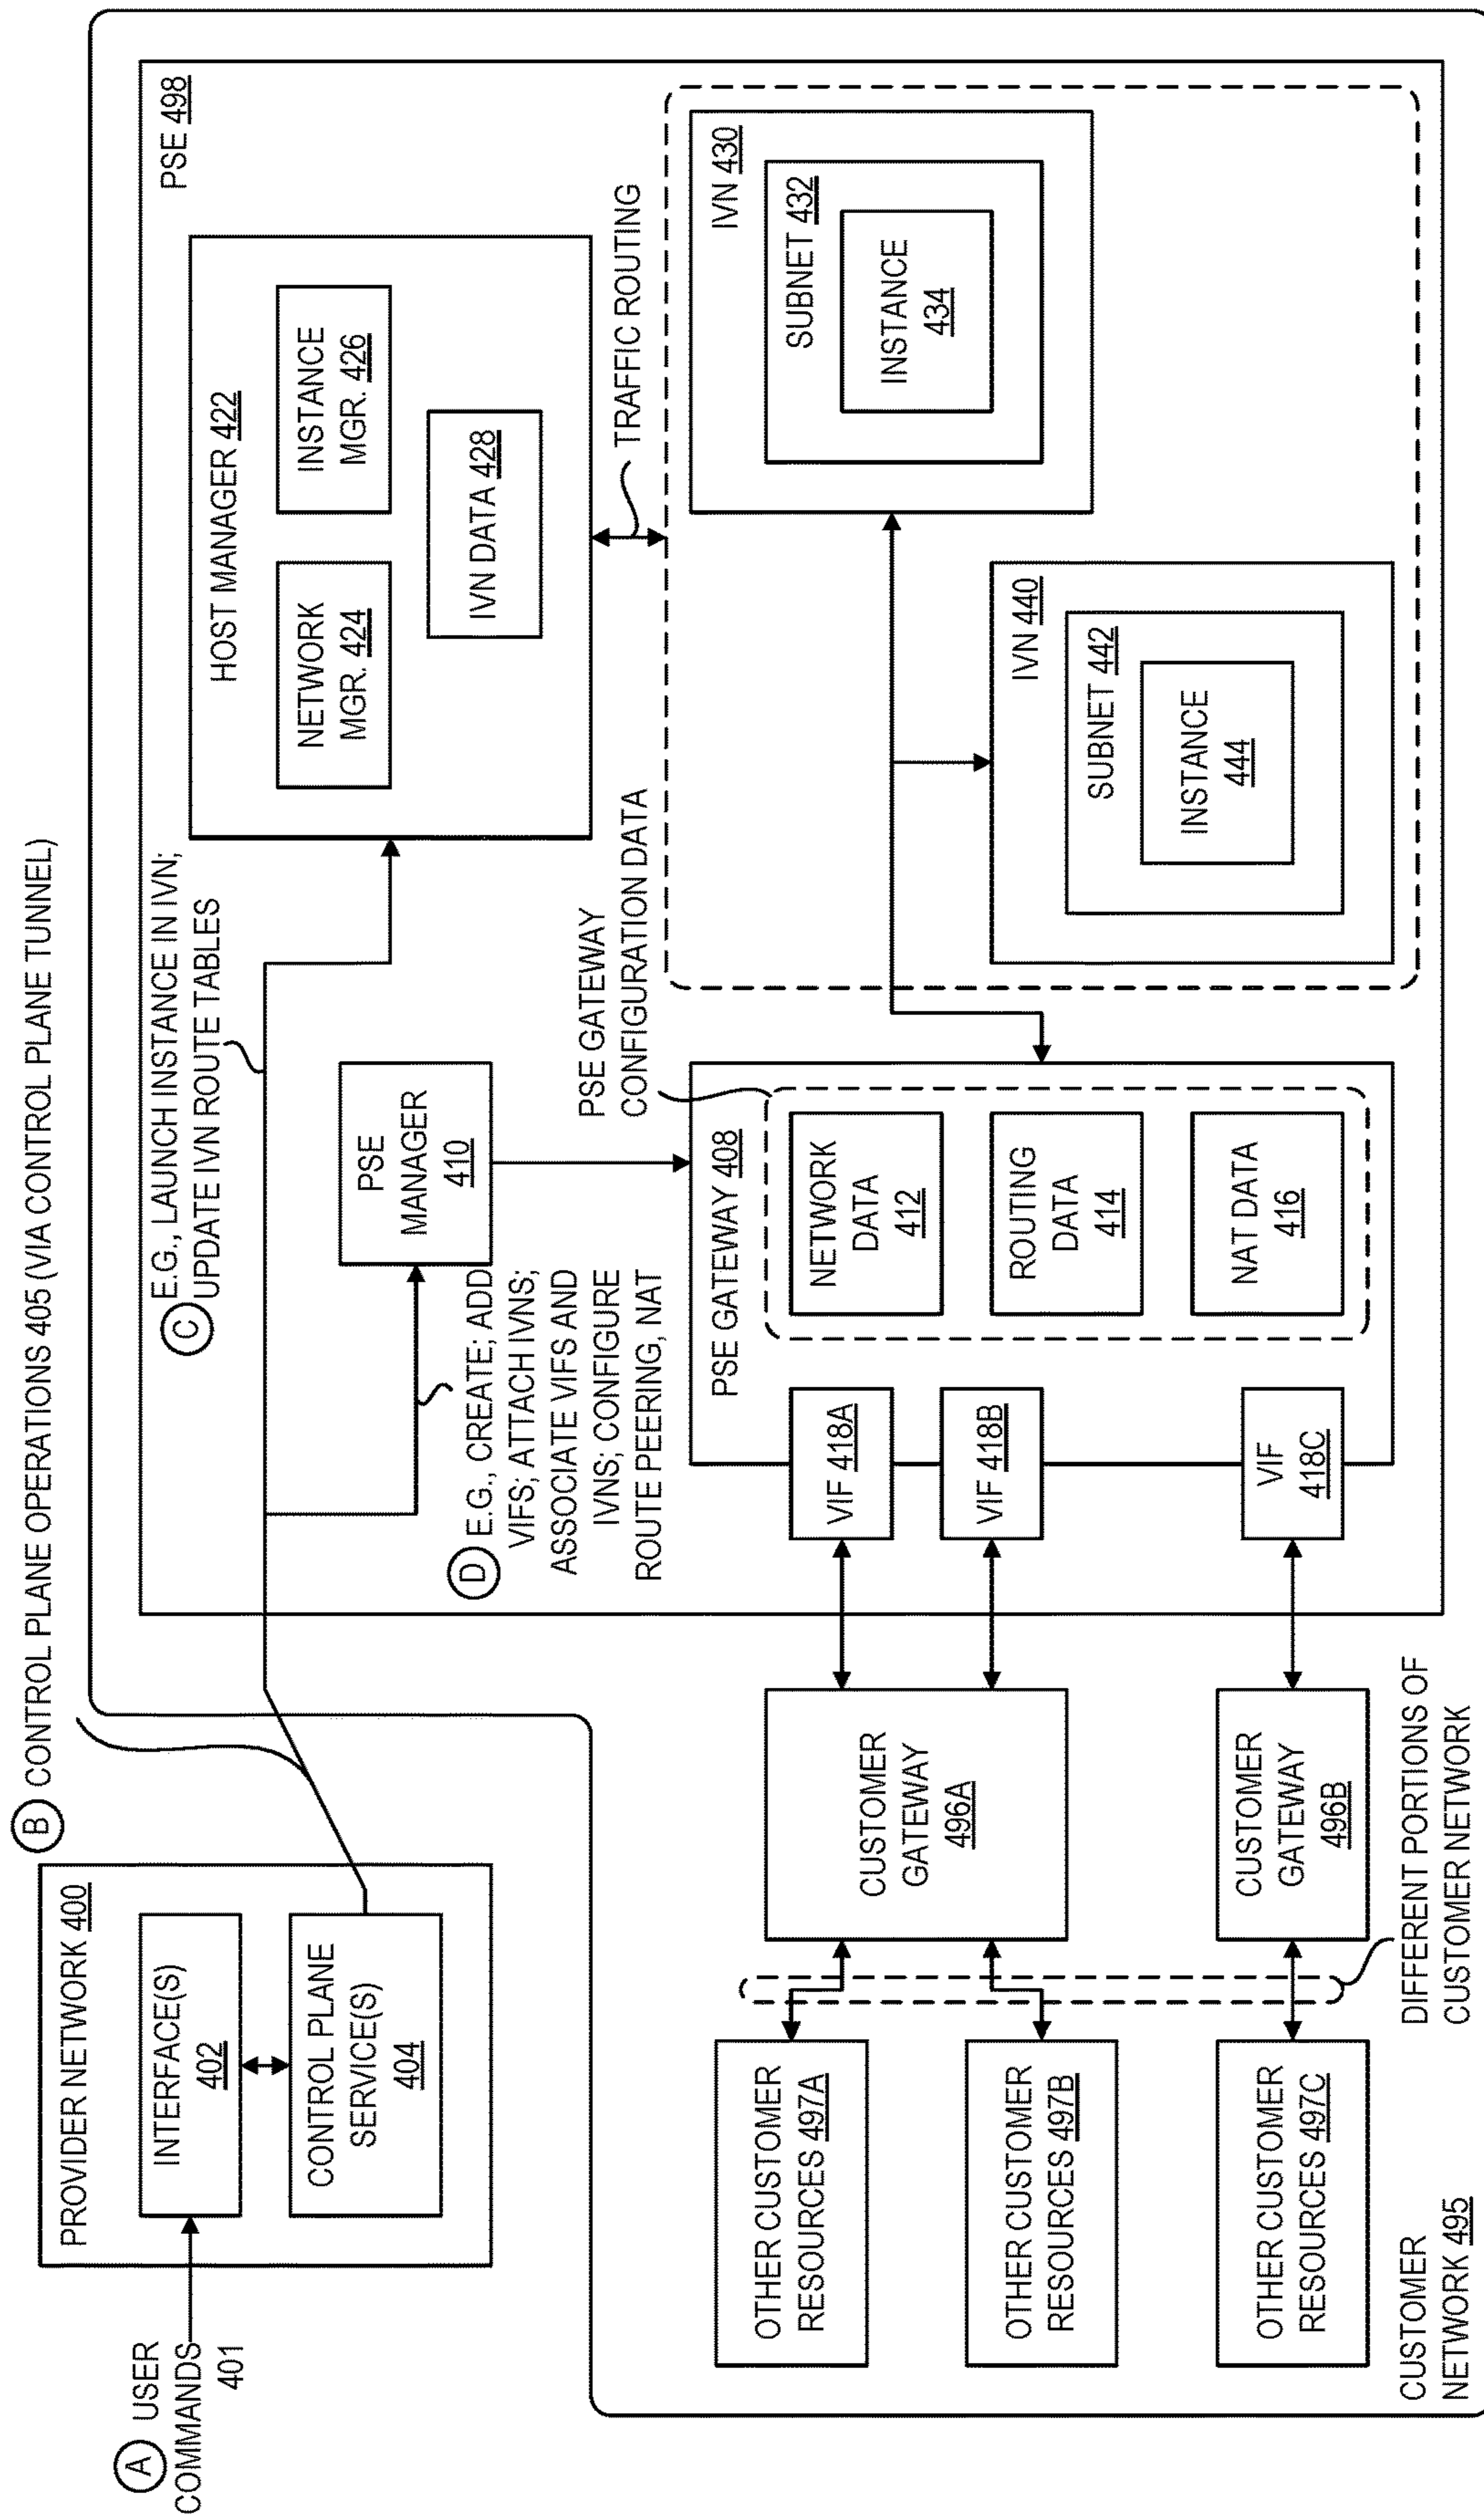 A USER
COMMANDS
401
PROVIDER NETWORK 400
INTERFACE(S)
402
CONTROL PLANE
SERVICE(S)
404
B CONTROL PLANE OPERATIONS 405 (VIA CONTROL PLANE TUNNEL)
C E.G., LAUNCH INSTANCE IN IVN;
UPDATE IVN ROUTE TABLES
PSE 498
HOST MANAGER 422
NETWORK
MGR. 424
INSTANCE
MGR. 426
IVN DATA 428
TRAFFIC ROUTING
PSE
MANAGER
410
D E.G., CREATE; ADD
VIFS; ATTACH IVNS;
ASSOCIATE VIFS AND
IVNS; CONFIGURE
ROUTE PEERING, NAT
PSE GATEWAY
CONFIGURATION DATA
PSE GATEWAY 408
NETWORK
DATA
412
ROUTING
DATA
414
NAT DATA
416
VIF 418A
VIF 418B
VIF
418C
IVN 430
SUBNET 432
INSTANCE
434
IVN 440
SUBNET 442
INSTANCE
444
CUSTOMER
GATEWAY
496A
CUSTOMER
GATEWAY
496B
OTHER CUSTOMER
RESOURCES 497A
OTHER CUSTOMER
RESOURCES 497B
OTHER CUSTOMER
RESOURCES 497C
DIFFERENT PORTIONS OF
CUSTOMER NETWORK
CUSTOMER
NETWORK 495